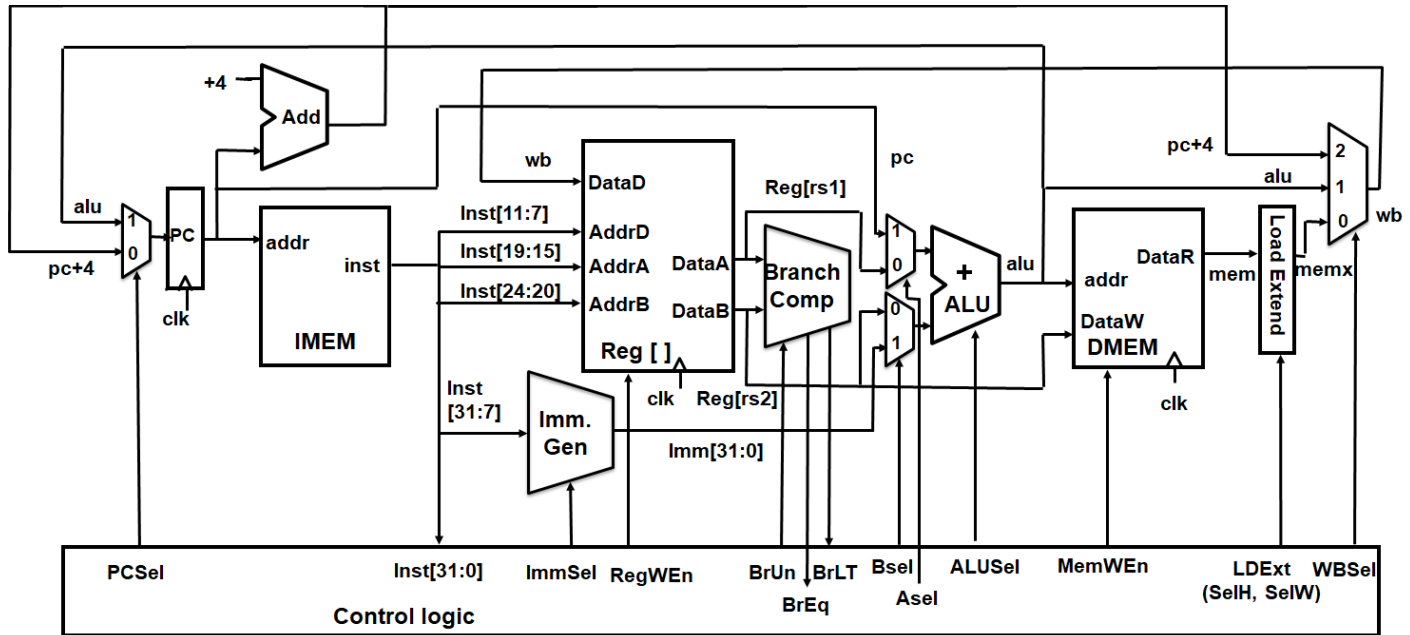 +4
Add
wb
pc
pc+4
2
alu
1
0
wb
alu
1
0
pc+4
PC
clk
addr
inst
IMEM
Inst[11:7]
Inst[19:15]
Inst[24:20]
DataD
AddrD
AddrA
AddrB
DataA
DataB
Reg [ ]
clk
Reg[rs1]
Reg[rs2]
Branch
Comp
1
0
0
1
+
ALU
alu
addr
DataW
DataR
DMEM
clk
mem
Load Extend
memx
Inst
[31:7]
Imm.
Gen
Imm[31:0]
PCSel
Inst[31:0]
ImmSel
RegWEn
BrUn
BrEq
BrLT
Bsel
Asel
ALUSel
MemWEn
LDExt
(SelH, SelW)
WBSel
Control logic